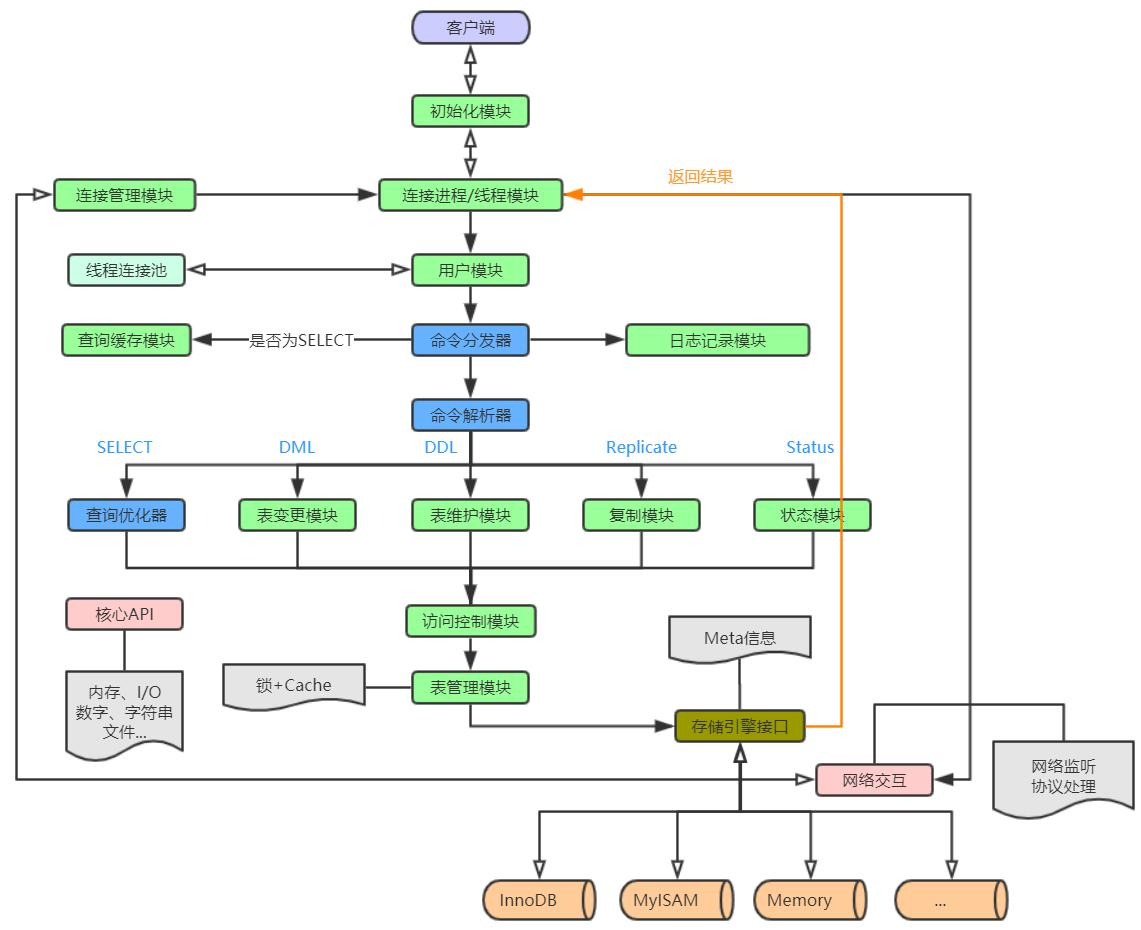 客户端
初始化模块
返回结果
连接管理模块
连接进程/线程模块
线程连接池
用户模块
查询缓存模块
是否为SELECT
命令分发器
日志记录模块
命令解析器
SELECT
DML
DDL
Replicate
Status
查询优化器
表变更模块
表维护模块
复制模块
状态模块
核心API
访问控制模块
Meta信息
内存、I/O
数字、字符串
文件...
锁+Cache
表管理模块
存储引擎接口
网络交互
网络监听
协议处理
InnoDB
MyISAM
Memory
...